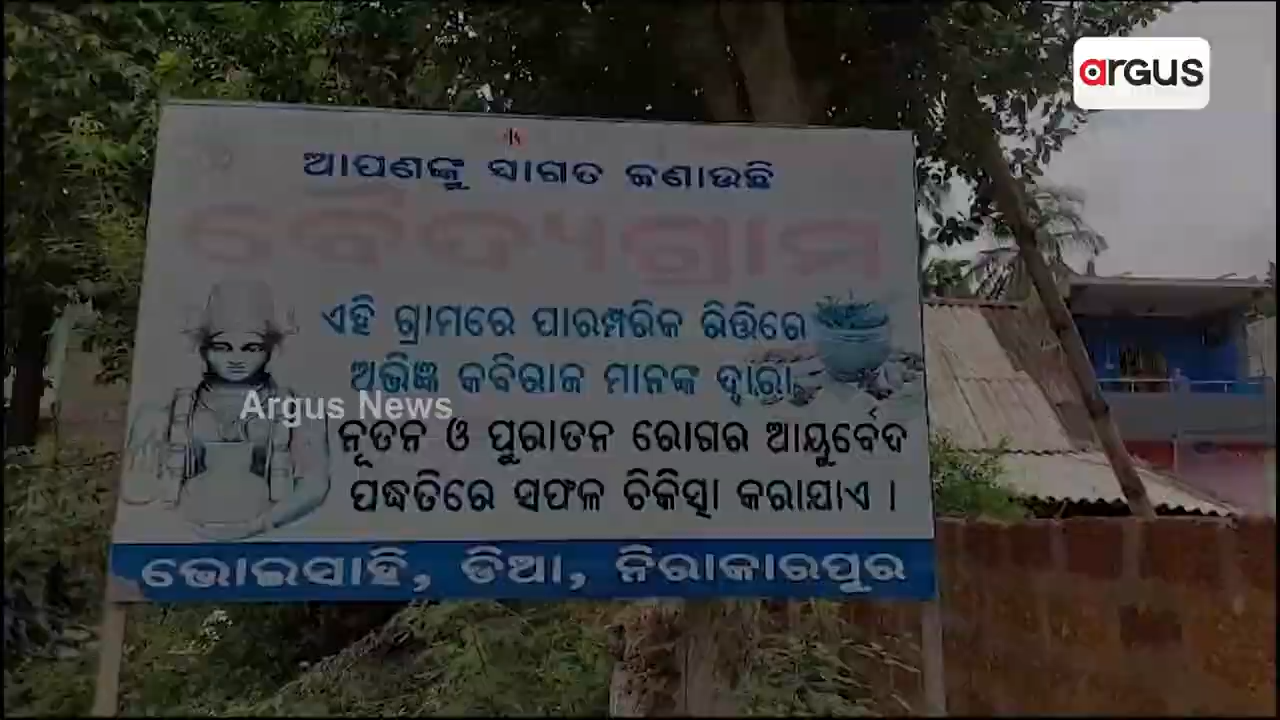 argus
ଆପଣଙ୍କୁ ସ୍ୱାଗତ ଜଣାଉଛି
ବୈଦ୍ୟଗ୍ରାମ
ଏହି ଗ୍ରାମରେ ପାରମ୍ପରିକ ରିତ୍ତିରେ
ଅଭିଜ୍ଞ କବିରାଜ ମାନଙ୍କ ଦ୍ୱାରା
Argus News
ନୂତନ ଓ ପୁରାତନ ରୋଗର ଆୟୁର୍ବେଦ
ପଦ୍ଧତିରେ ସଫଳ ଚିକିତ୍ସା କରାଯାଏ ।
ଭୋଇସାହି, ଡିଆ, ନିରାକାରପୁର